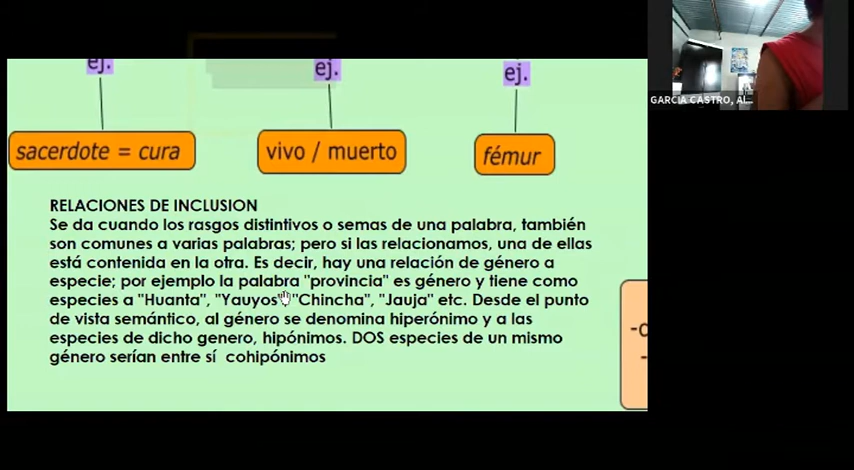 ej.
ej.
ej.
sacerdote = cura
vivo / muerto
fémur
GARCIA CASTRO, Al...
RELACIONES DE INCLUSION
Se da cuando los rasgos distintivos o semas de una palabra, también
son comunes a varias palabras; pero si las relacionamos, una de ellas
está contenida en la otra. Es decir, hay una relación de género a
especie; por ejemplo la palabra "provincia" es género y tiene como
especies a "Huanta", "Yauyos" "Chincha", "Jauja" etc. Desde el punto
de vista semántico, al género se denomina hiperónimo y a las
especies de dicho genero, hipónimos. DOS especies de un mismo
género serían entre sí cohipónimos